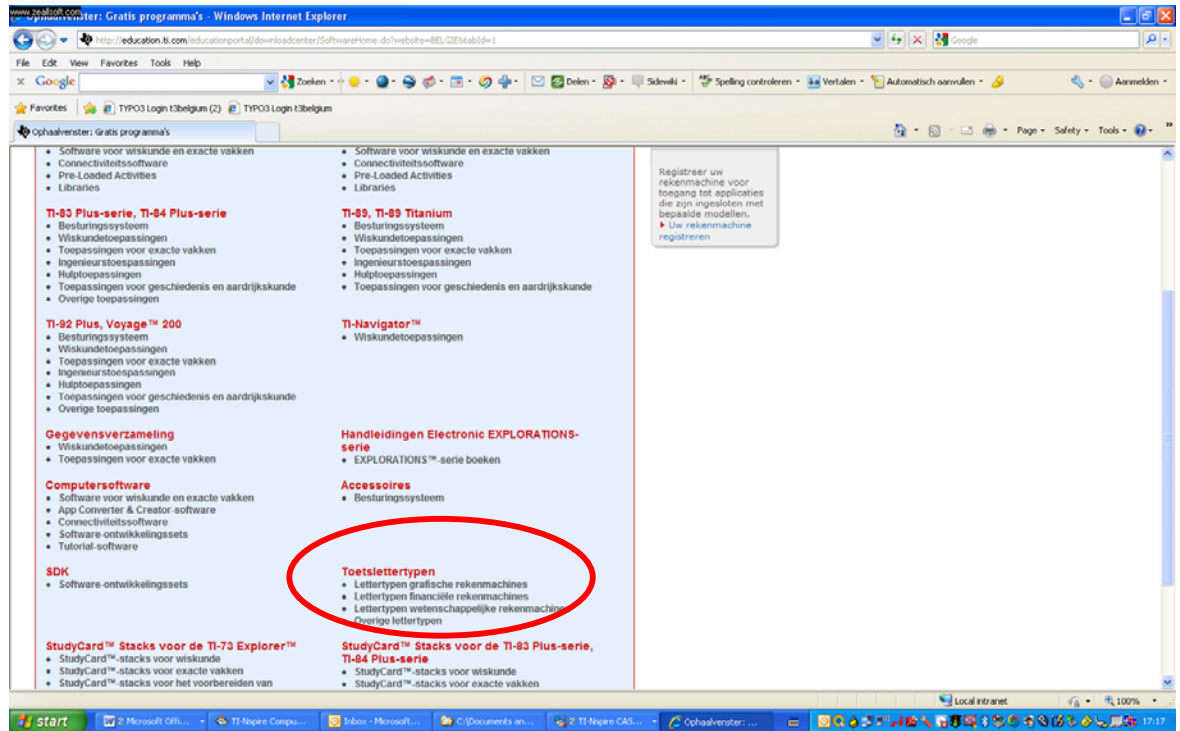 www.zeallsoft.com
ster: Gratis programma's - Windows Internet Explorer
http://education.ti.com/educationportal/downloadcenter/SoftwareHome.do?website=BELGIE&tabId=1
Google
File Edit View Favorites Tools Help
x Google Zoeken Delen Sidewiki Spelling controleren Vertalen Automatisch aanvullen Aanmelden
Favorites TYPO3 Login t3belgium (2) TYPO3 Login t3belgium
Ophaalvenster: Gratis programma's
Page Safety Tools
• Software voor wiskunde en exacte vakken
• Connectiviteitssoftware
• Pre-Loaded Activities
• Libraries
• Software voor wiskunde en exacte vakken
• Connectiviteitssoftware
• Pre-Loaded Activities
• Libraries
Registreer uw
rekenmachine voor
toegang tot applicaties
die zijn ingesloten met
bepaalde modellen.
Uw rekenmachine
registreren
TI-83 Plus-serie, TI-84 Plus-serie
• Besturingssysteem
• Wiskundetoepassingen
• Toepassingen voor exacte vakken
• Ingenieurstoepassingen
• Hulptoepassingen
• Toepassingen voor geschiedenis en aardrijkskunde
• Overige toepassingen
TI-89, TI-89 Titanium
• Besturingssysteem
• Wiskundetoepassingen
• Toepassingen voor exacte vakken
• Ingenieurstoepassingen
• Hulptoepassingen
• Toepassingen voor geschiedenis en aardrijkskunde
TI-92 Plus, Voyage™ 200
• Besturingssysteem
• Wiskundetoepassingen
• Toepassingen voor exacte vakken
• Ingenieurstoepassingen
• Hulptoepassingen
• Toepassingen voor geschiedenis en aardrijkskunde
• Overige toepassingen
TI-Navigator™
• Wiskundetoepassingen
Gegevensverzameling
• Wiskundetoepassingen
• Toepassingen voor exacte vakken
Handleidingen Electronic EXPLORATIONS-
serie
• EXPLORATIONS™-serie boeken
Computersoftware
• Software voor wiskunde en exacte vakken
• App Converter & Creator-software
• Connectiviteitssoftware
• Software-ontwikkelingssets
• Tutorial-software
Accessoires
• Besturingssysteem
SDK
• Software-ontwikkelingssets
Toetslettertypen
• Lettertypen grafische rekenmachines
• Lettertypen financiële rekenmachines
• Lettertypen wetenschappelijke rekenmachine
Overige lettertypen
StudyCard™ Stacks voor de TI-73 Explorer™
• StudyCard™-stacks voor wiskunde
• StudyCard™-stacks voor exacte vakken
• StudyCard™-stacks voor het voorbereiden van
StudyCard™ Stacks voor de TI-83 Plus-serie,
TI-84 Plus-serie
• StudyCard™-stacks voor wiskunde
• StudyCard™-stacks voor exacte vakken
Local intranet 100%
start 2 Microsoft Offi... TI-Nspire Compu... Inbox - Microsoft... C:\Documents an... 2 TI-Nspire CAS... Ophaalvenster: ... 17:17